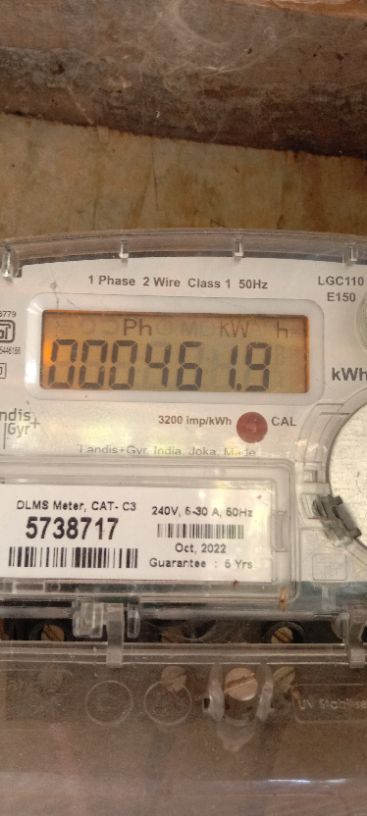 1 Phase 2 Wire Class 1 50Hz
LGC110
E150
Ph kW h
000461.9
kWh
3200 imp/kWh
CAL
Landis+Gyr, India, Joka, Made
DLMS Meter, CAT- C3
240V, 5-30 A, 50Hz
5738717
Oct, 2022
Guarantee : 5 Yrs